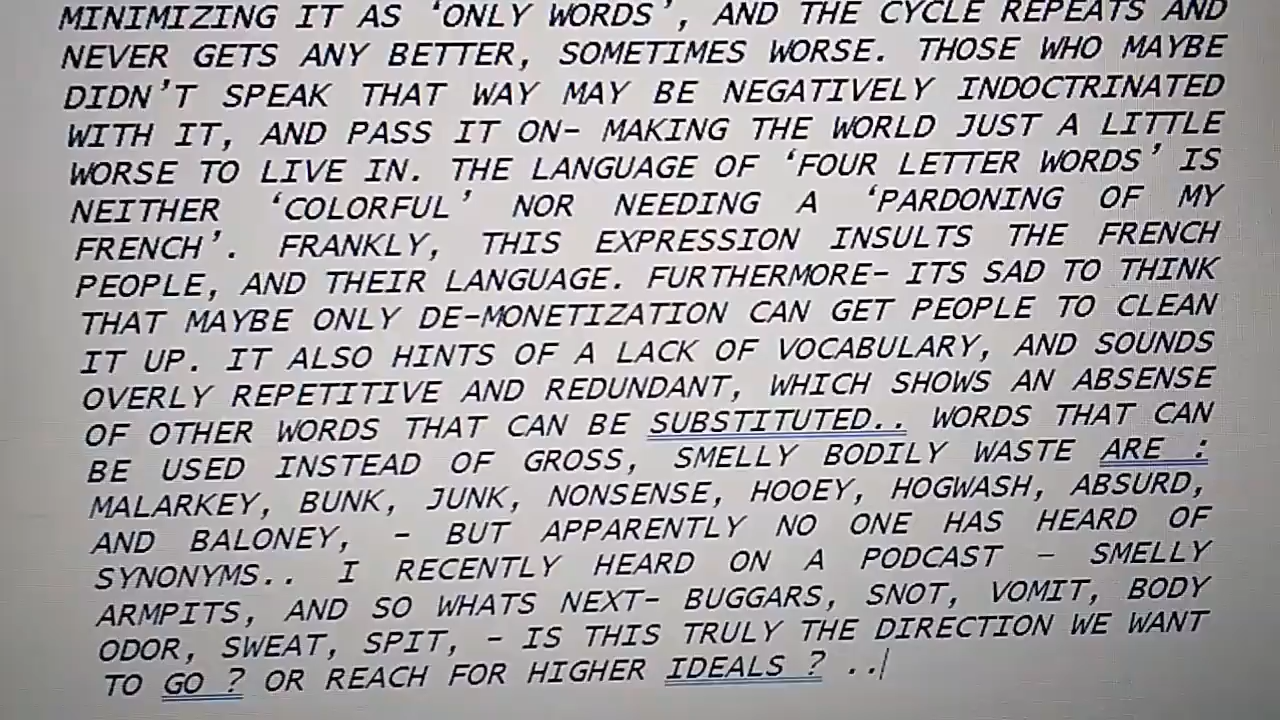 MINIMIZING IT AS ‘ONLY WORDS’, AND THE CYCLE REPEATS AND
NEVER GETS ANY BETTER, SOMETIMES WORSE. THOSE WHO MAYBE
DIDN’T SPEAK THAT WAY MAY BE NEGATIVELY INDOCTRINATED
WITH IT, AND PASS IT ON– MAKING THE WORLD JUST A LITTLE
WORSE TO LIVE IN. THE LANGUAGE OF ‘FOUR LETTER WORDS’ IS
NEITHER ‘COLORFUL’ NOR NEEDING A ‘PARDONING OF MY
FRENCH’. FRANKLY, THIS EXPRESSION INSULTS THE FRENCH
PEOPLE, AND THEIR LANGUAGE. FURTHERMORE– ITS SAD TO THINK
THAT MAYBE ONLY DE-MONETIZATION CAN GET PEOPLE TO CLEAN
IT UP. IT ALSO HINTS OF A LACK OF VOCABULARY, AND SOUNDS
OVERLY REPETITIVE AND REDUNDANT, WHICH SHOWS AN ABSENSE
OF OTHER WORDS THAT CAN BE SUBSTITUTED.. WORDS THAT CAN
BE USED INSTEAD OF GROSS, SMELLY BODILY WASTE ARE :
MALARKEY, BUNK, JUNK, NONSENSE, HOOEY, HOGWASH, ABSURD,
AND BALONEY, – BUT APPARENTLY NO ONE HAS HEARD OF
SYNONYMS.. I RECENTLY HEARD ON A PODCAST – SMELLY
ARMPITS, AND SO WHATS NEXT– BUGGARS, SNOT, VOMIT, BODY
ODOR, SWEAT, SPIT, – IS THIS TRULY THE DIRECTION WE WANT
TO GO ? OR REACH FOR HIGHER IDEALS ? ..